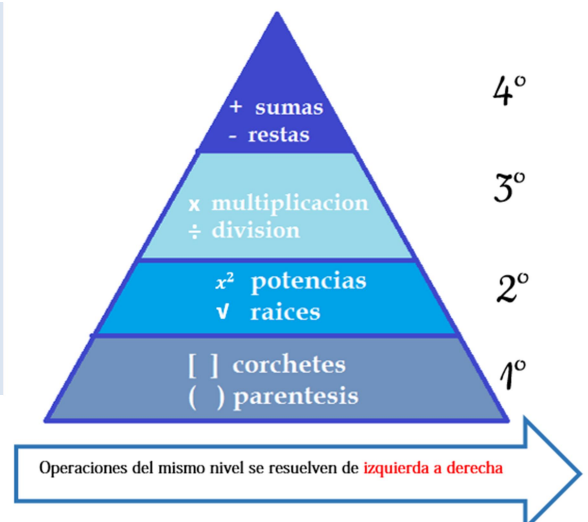 + sumas
- restas
4º
x multiplicacion
÷ division
3º
x² potencias
√ raices
2º
[ ] corchetes
( ) parentesis
1º
Operaciones del mismo nivel se resuelven de izquierda a derecha